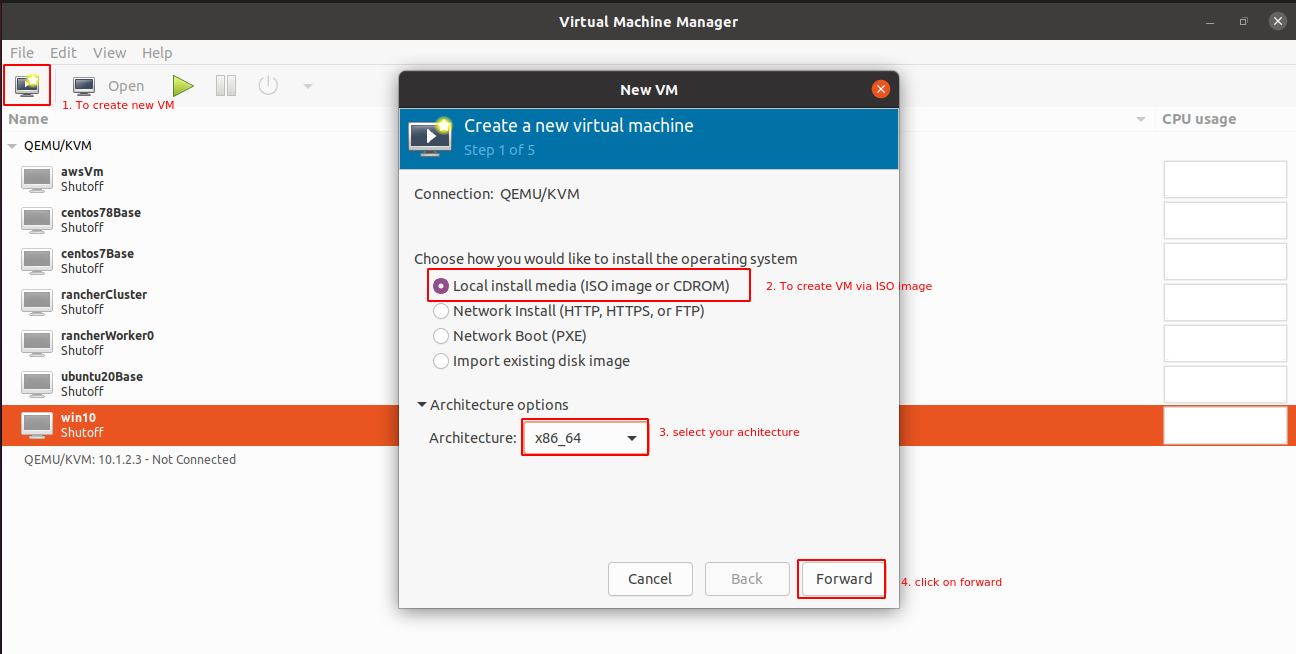 Virtual Machine Manager
File Edit View Help
Open
1. To create new VM
Name
CPU usage
QEMU/KVM
awsVm
Shutoff
centos78Base
Shutoff
centos7Base
Shutoff
rancherCluster
Shutoff
rancherWorker0
Shutoff
ubuntu20Base
Shutoff
win10
Shutoff
QEMU/KVM: 10.1.2.3 - Not Connected
New VM
Create a new virtual machine
Step 1 of 5
Connection: QEMU/KVM
Choose how you would like to install the operating system
Local install media (ISO image or CDROM)
2. To create VM via ISO image
Network Install (HTTP, HTTPS, or FTP)
Network Boot (PXE)
Import existing disk image
Architecture options
Architecture: x86_64
3. select your achitecture
Cancel Back Forward
4. click on forward